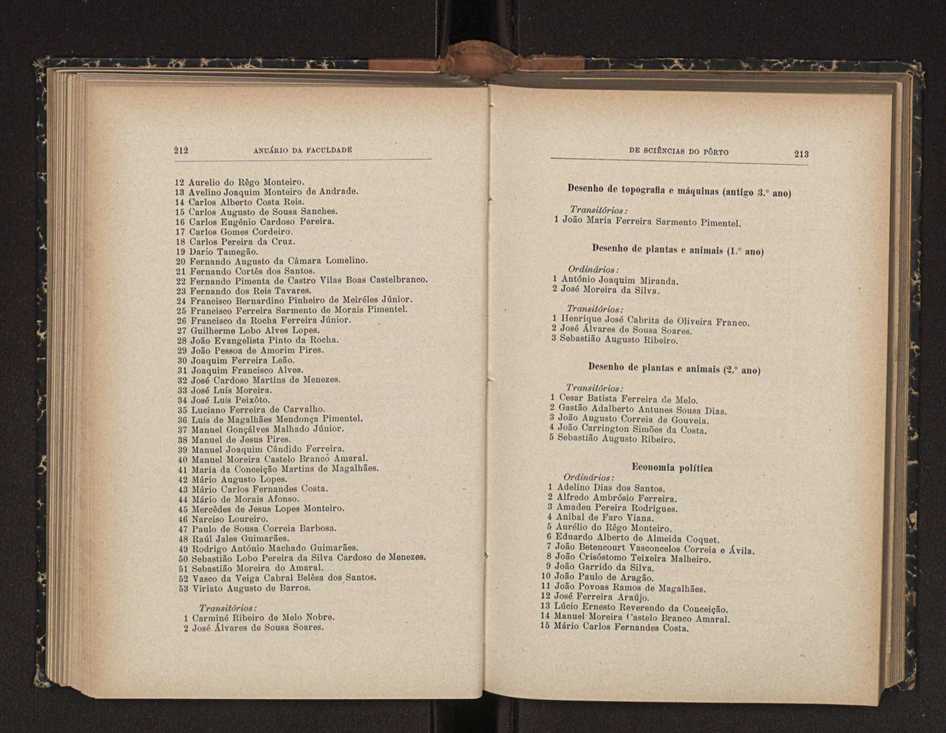 212
ANUÁRIO DA FACULDADE
12 Aurelio do Rêgo Monteiro.
13 Avelino Joaquim Monteiro de Andrade.
14 Carlos Alberto Costa Reis.
15 Carlos Augusto de Sousa Sanches.
16 Carlos Eugénio Cardoso Pereira.
17 Carlos Gomes Cordeiro.
18 Carlos Pereira da Cruz.
19 Dario Tamegão.
20 Fernando Augusto da Câmara Lomelino.
21 Fernando Cortês dos Santos.
22 Fernando Pimenta de Castro Vilas Boas Castelbranco.
23 Fernando dos Reis Tavares.
24 Francisco Bernardino Pinheiro de Meiréles Júnior.
25 Francisco Ferreira Sarmento de Morais Pimentel.
26 Francisco da Rocha Ferreira Júnior.
27 Guilherme Lobo Alves Lopes.
28 João Evangelista Pinto da Rocha.
29 João Pessoa de Amorim Pires.
30 Joaquim Ferreira Leão.
31 Joaquim Francisco Alves.
32 José Cardoso Martins de Menezes.
33 José Luís Moreira.
34 José Luís Peixôto.
35 Luciano Ferreira de Carvalho.
36 Luís de Magalhães Mendonça Pimentel.
37 Manuel Gonçálves Malhado Júnior.
38 Manuel de Jesus Pires.
39 Manuel Joaquim Cândido Ferreira.
40 Manuel Moreira Castelo Branco Amaral.
41 Maria da Conceição Martins de Magalhães.
42 Mário Augusto Lopes.
43 Mário Carlos Fernandes Costa.
44 Mário de Morais Afonso.
45 Mercêdes de Jesus Lopes Monteiro.
46 Narciso Loureiro.
47 Paulo de Sousa Correia Barbosa.
48 Raúl Jales Guimarães.
49 Rodrigo António Machado Guimarães.
50 Sebastião Lobo Pereira da Silva Cardoso de Menezes.
51 Sebastião Moreira do Amaral.
52 Vasco da Veiga Cabral Belêsa dos Santos.
53 Viriato Augusto de Barros.
Transitórios:
1 Carminé Ribeiro de Melo Nobre.
2 José Álvares de Sousa Soares.
DE SCIÊNCIAS DO PÔRTO
213
Desenho de topografia e máquinas (antigo 3.º ano)
Transitórios:
1 João Maria Ferreira Sarmento Pimentel.
Desenho de plantas e animais (1.º ano)
Ordinários:
1 António Joaquim Miranda.
2 José Moreira da Silva.
Transitórios:
1 Henrique José Cabrita de Oliveira Franco.
2 José Álvares de Sousa Soares.
3 Sebastião Augusto Ribeiro.
Desenho de plantas e animais (2.º ano)
Transitórios:
1 Cesar Batista Ferreira de Melo.
2 Gastão Adalberto Antunes Sousa Dias.
3 João Augusto Correia de Gouveia.
4 João Carrington Simões da Costa.
5 Sebastião Augusto Ribeiro.
Economia política
Ordinários:
1 Adelino Dias dos Santos.
2 Alfredo Ambrósio Ferreira.
3 Amadeu Pereira Rodrigues.
4 Anibal de Faro Viana.
5 Aurélio do Rêgo Monteiro.
6 Eduardo Alberto de Almeida Coquet.
7 João Betencourt Vasconcelos Correia e Ávila.
8 João Crisóstomo Teixeira Malheiro.
9 João Garrido da Silva.
10 João Paulo de Aragão.
11 João Povoas Ramos de Magalhães.
12 José Ferreira Araújo.
13 Lúcio Ernesto Reverendo da Conceição.
14 Manuel Moreira Castelo Branco Amaral.
15 Mário Carlos Fernandes Costa.